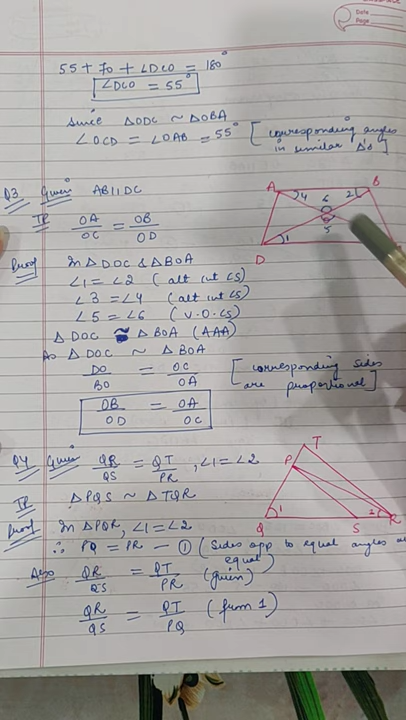 Date
Page
55 + 70 + ∠DCO = 180°
∠DCO = 55°
Since ΔODC ~ ΔOBA
∠OCD = ∠OAB = 55° [corresponding angles in similar Δ's]
Q3 Given AB||DC
TP OA/OC = OB/OD
Proof In ΔDOC & ΔBOA
∠1 = ∠2 (alt int ∠s)
∠3 = ∠4 (alt int ∠s)
∠5 = ∠6 (V.O.∠s)
ΔDOC ~ ΔBOA (AAA)
As ΔDOC ~ ΔBOA
DO/BO = OC/OA [corresponding sides are proportional]
OB/OD = OA/OC
A
B
4
6
2
5
1
D
Q4 Given QR/QS = QT/PR, ∠1 = ∠2
TP ΔPQS ~ ΔTQR
Proof In ΔPQR, ∠1 = ∠2
∴ PQ = PR — ① (Sides opp to equal angles a
equal)
Also QR/QS = QT/PR (given)
QR/QS = QT/PQ (from 1)
T
P
Q
1
S
2
R